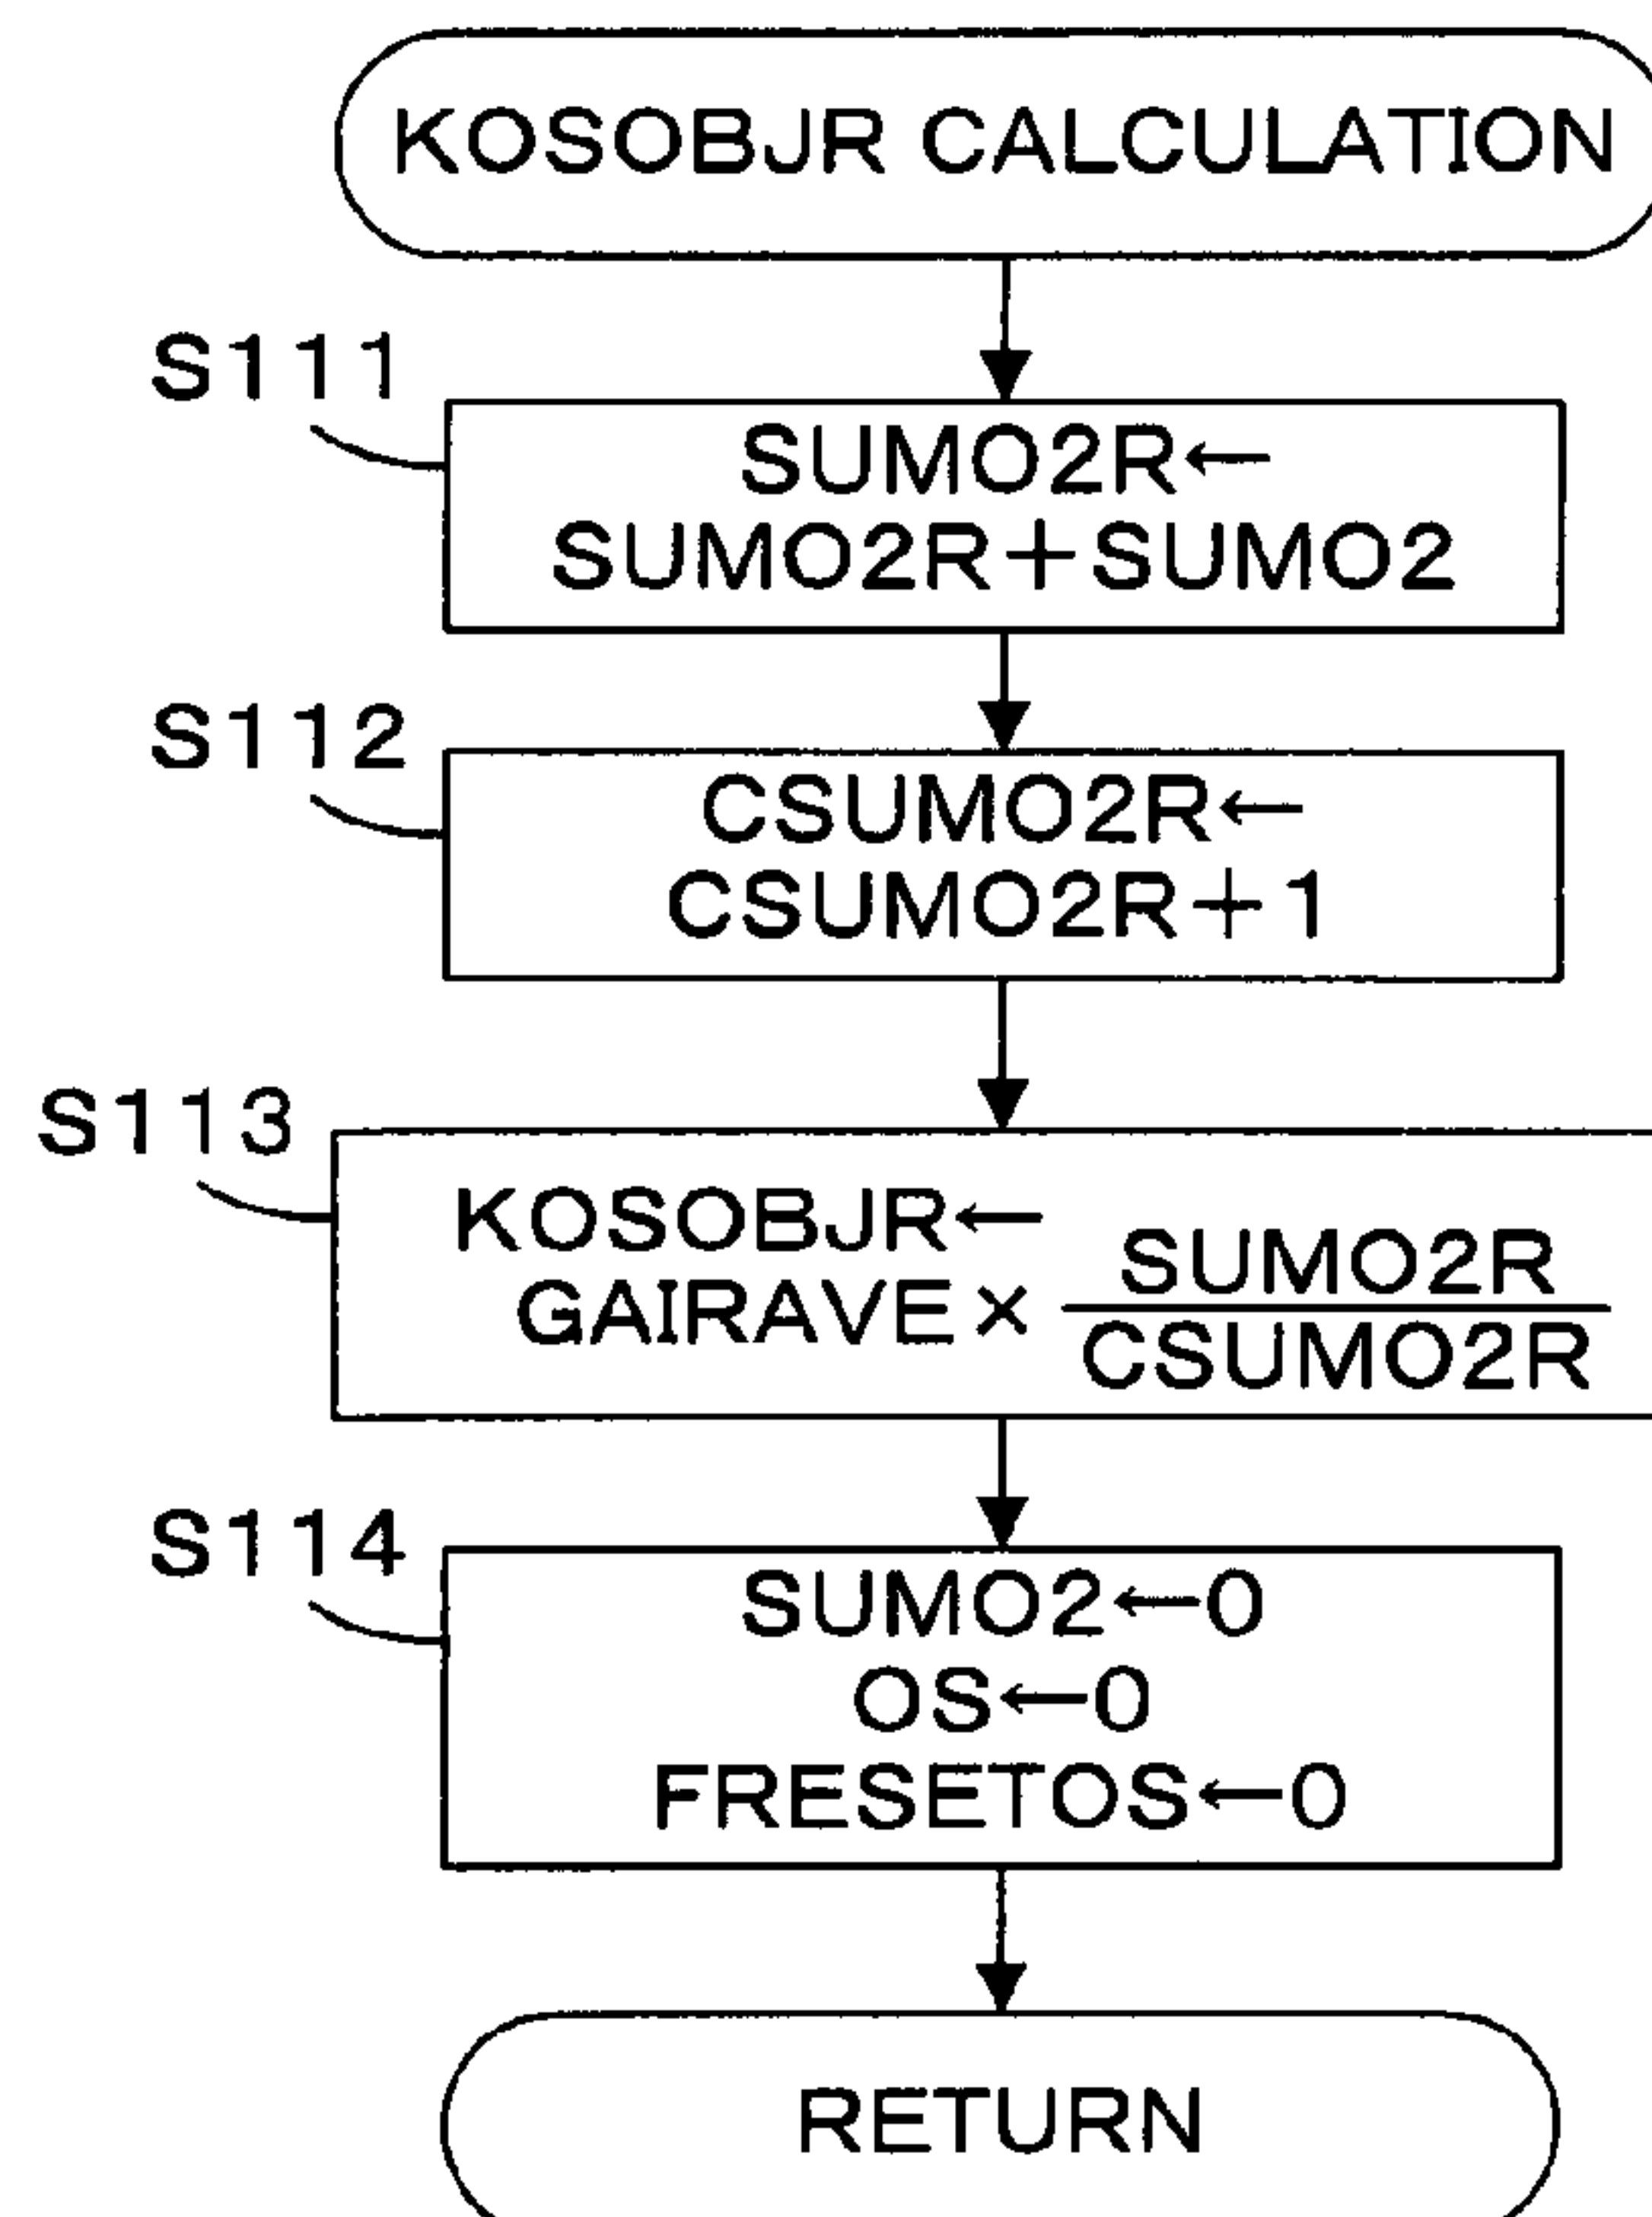 KOSOBJR CALCULATION
S111
SUMO2R←
SUMO2R+SUMO2
S112
CSUMO2R←
CSUMO2R+1
S113
KOSOBJR←
GAIRAVE × SUMO2R
CSUMO2R
S114
SUMO2←0
OS←0
FRESETOS←0
RETURN